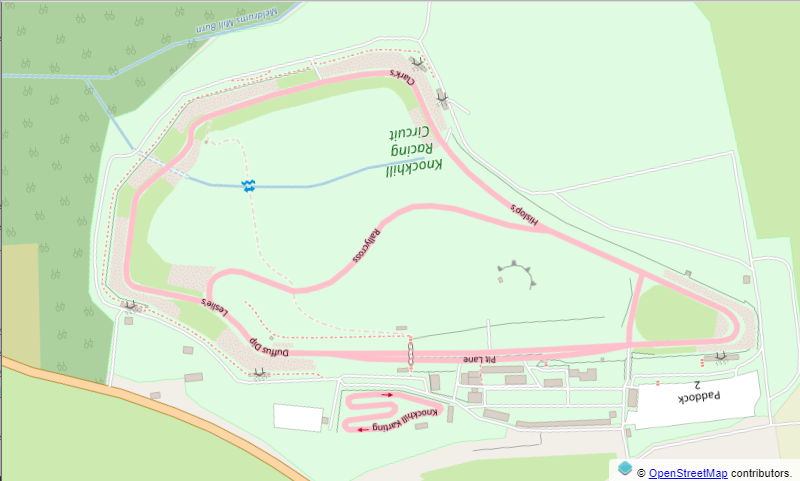 Meldrums Mill Burn
Clark's
Knockhill
Racing
Circuit
Hislop's
Rallycross
Leslie's
Duffus Dip
Pit Lane
Paddock
2
Knockhill Karting
© OpenStreetMap contributors.